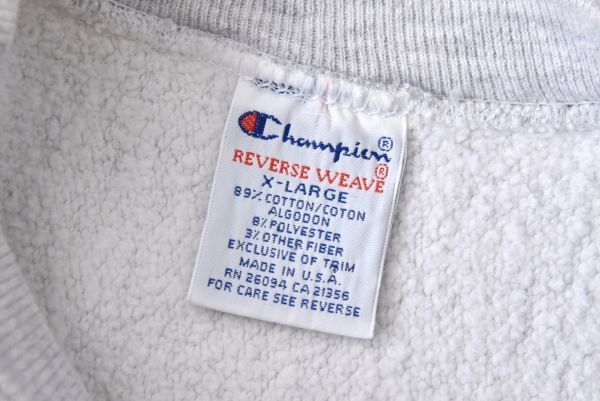 Champion®
REVERSE WEAVE®
X-LARGE
89% COTTON/COTON
ALGODON
8% POLYESTER
3% OTHER FIBER
EXCLUSIVE OF TRIM
MADE IN U.S.A.
RN 26094 CA 21356
FOR CARE SEE REVERSE